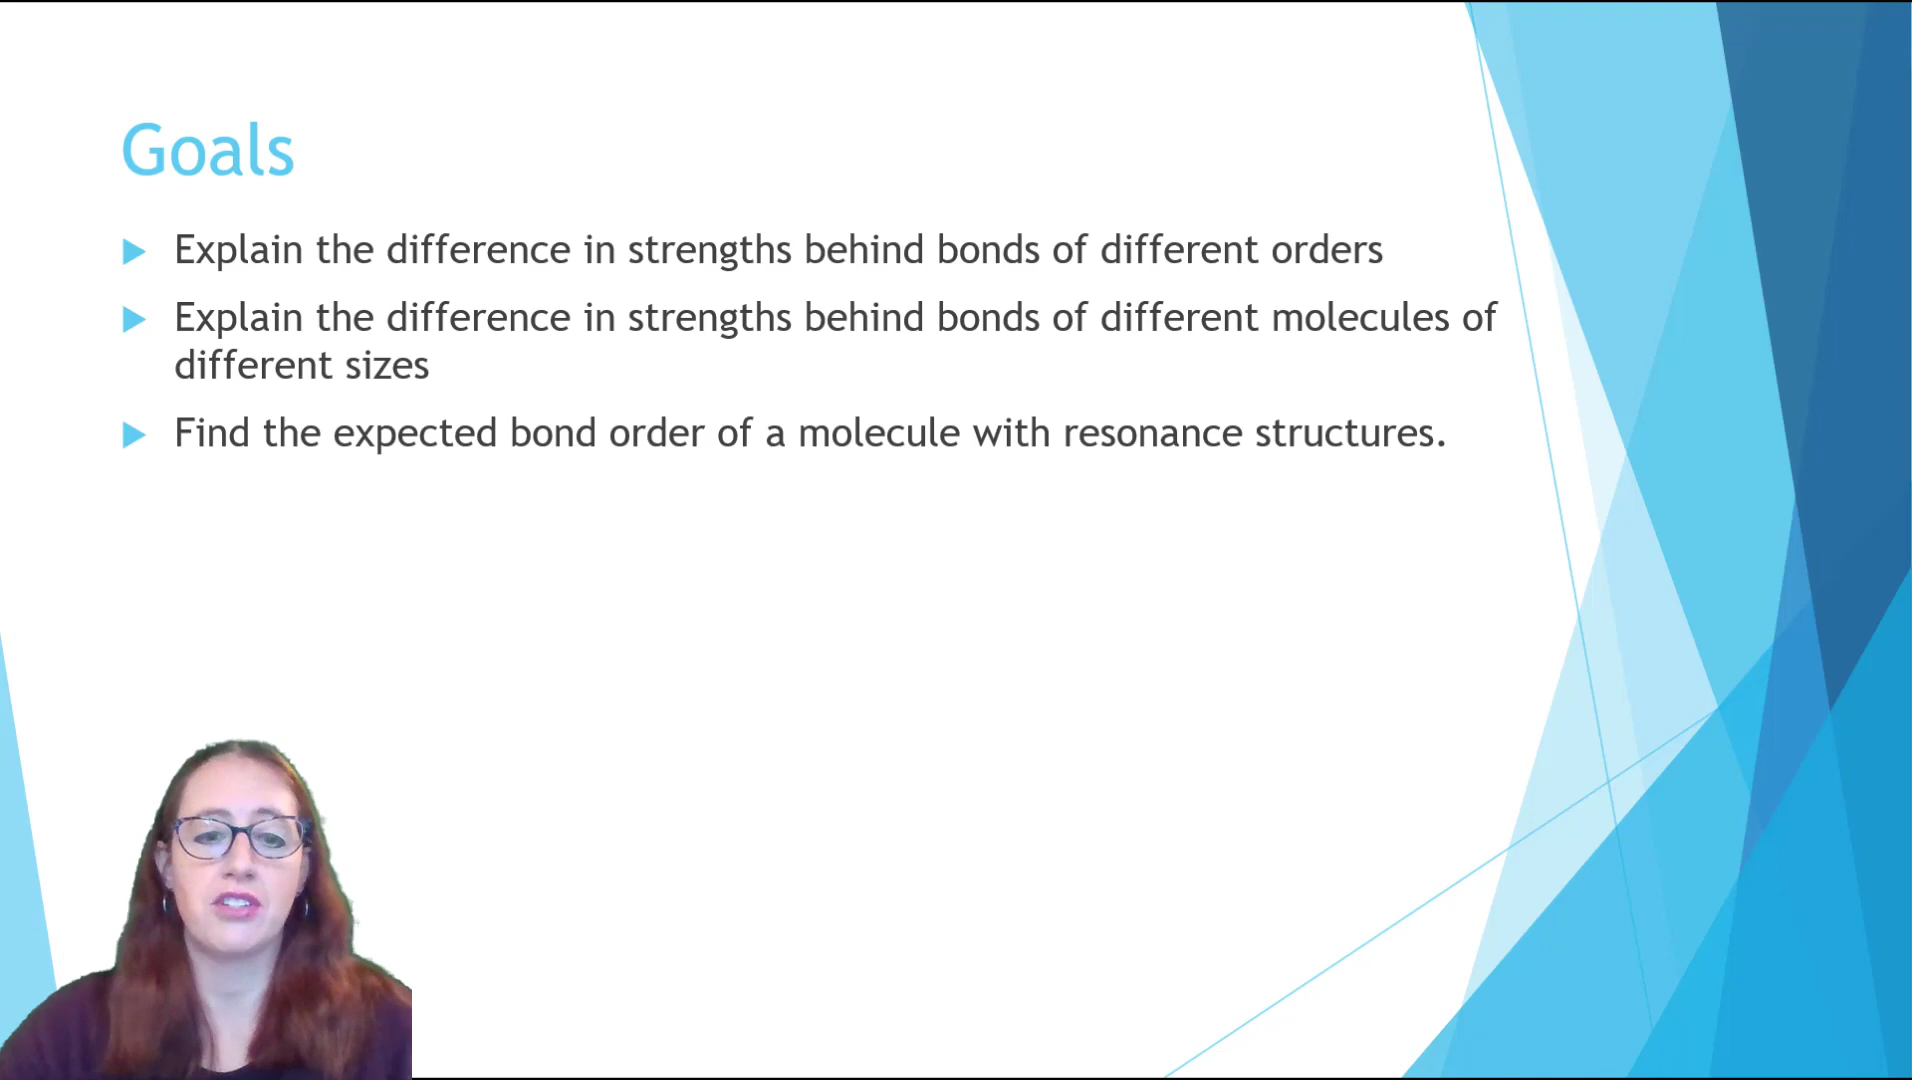 Goals
Explain the difference in strengths behind bonds of different orders
Explain the difference in strengths behind bonds of different molecules of
different sizes
Find the expected bond order of a molecule with resonance structures.